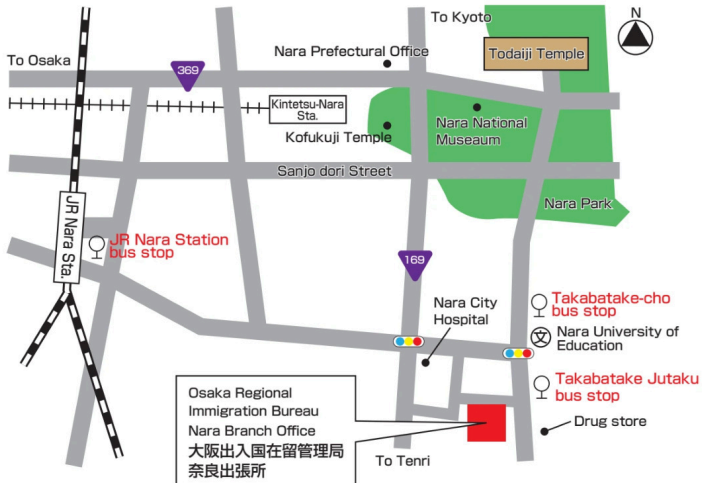 To Kyoto
N
To Osaka
Nara Prefectural Office
Todaiji Temple
369
Kintetsu-Nara
Sta.
Kofukuji Temple
Nara National
Museaum
Sanjo dori Street
Nara Park
JR Nara Sta.
JR Nara Station
bus stop
169
Nara City
Hospital
Takabatake-cho
bus stop
文
Nara University of
Education
Takabatake Jutaku
bus stop
Osaka Regional
Immigration Bureau
Nara Branch Office
大阪出入国在留管理局
奈良出張所
Drug store
To Tenri